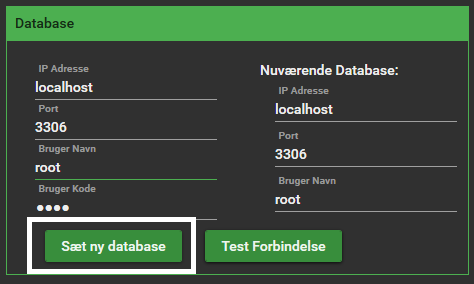 Database
IP Adresse
localhost
Port
3306
Bruger Navn
root
Bruger Kode
••••
Nuværende Database:
IP Adresse
localhost
Port
3306
Bruger Navn
root
Sæt ny database
Test Forbindelse